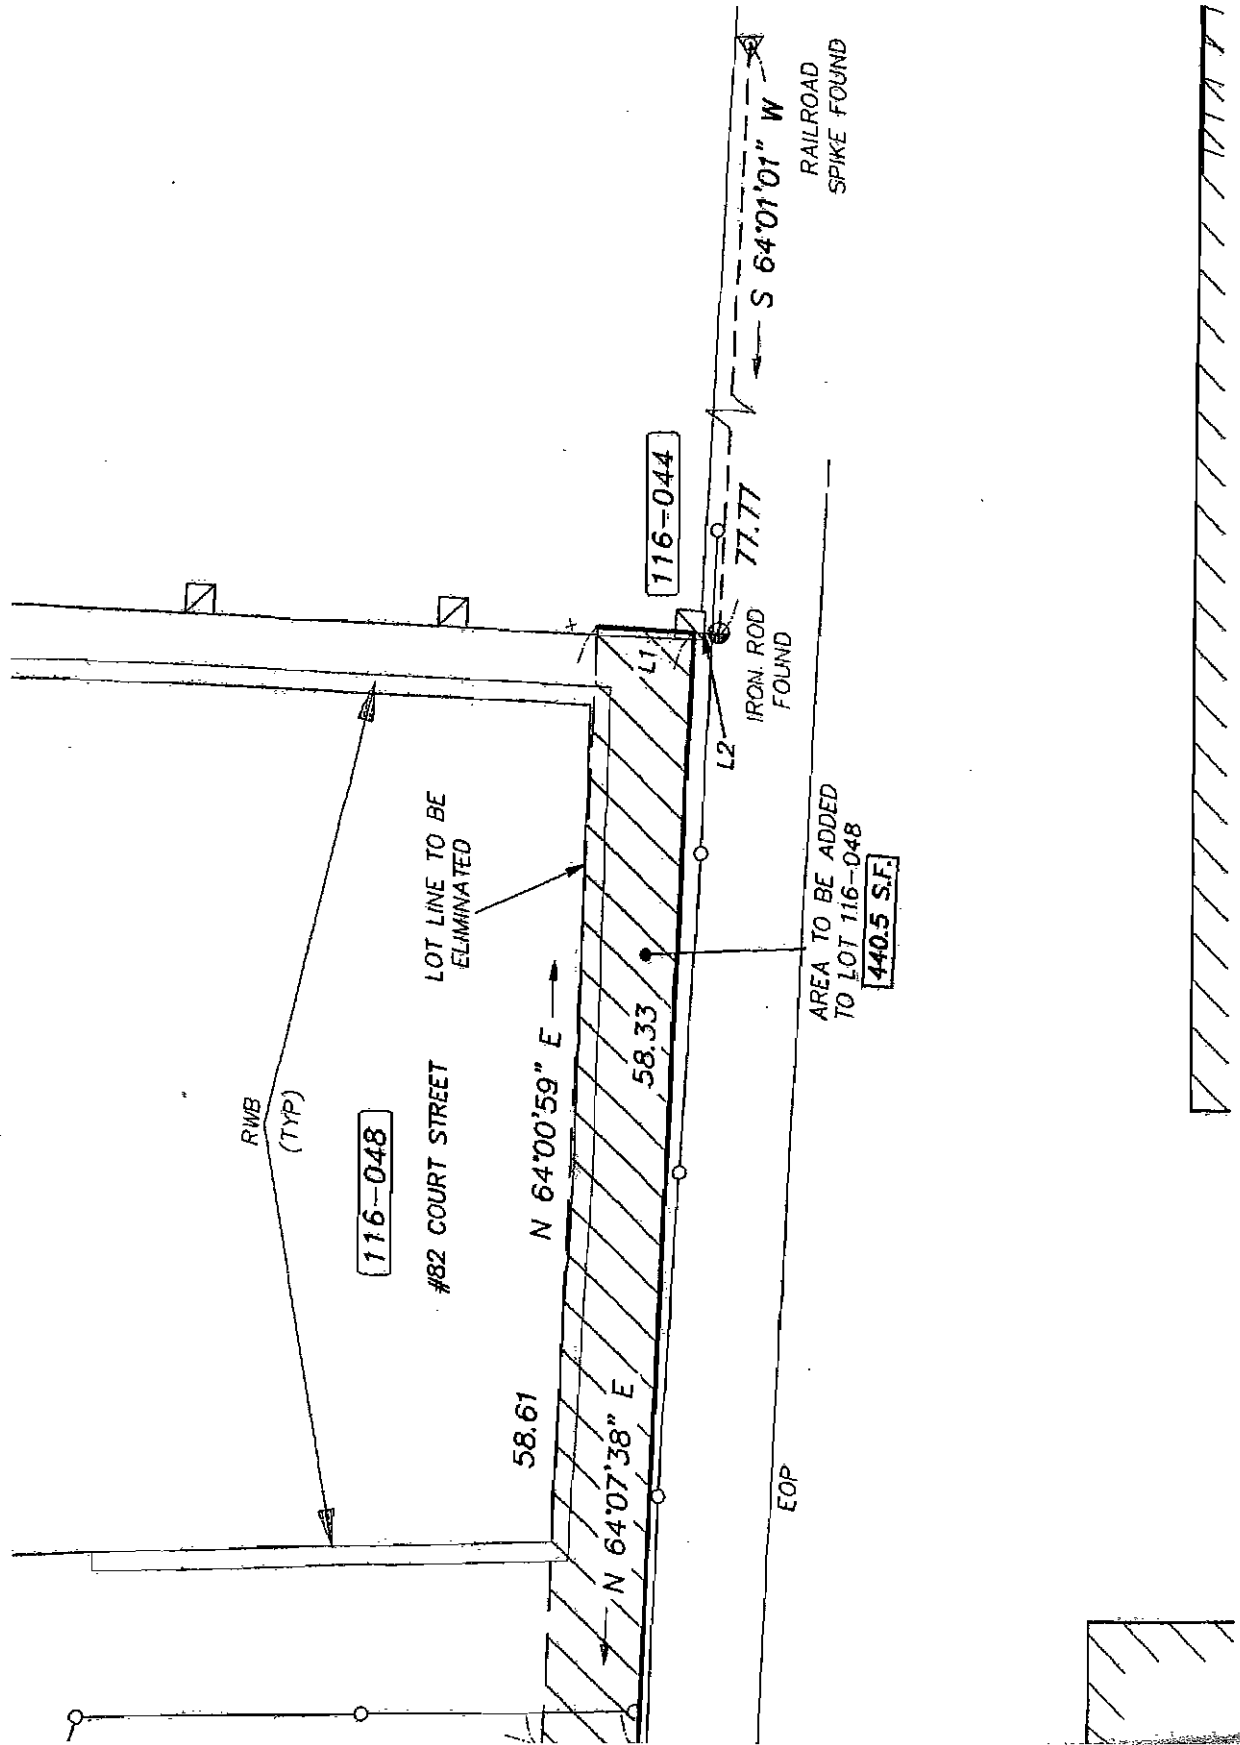 RAILROAD
SPIKE FOUND
S 64°01'01" W
116-044
77.77
IRON ROD
FOUND
L1
L2
LOT LINE TO BE
ELIMINATED
AREA TO BE ADDED
TO LOT 116-048
440.5 S.F.
RWB
(TYP)
116-048
#82 COURT STREET
N 64°00'59" E
58.33
58.61
N 64°07'38" E
EOP